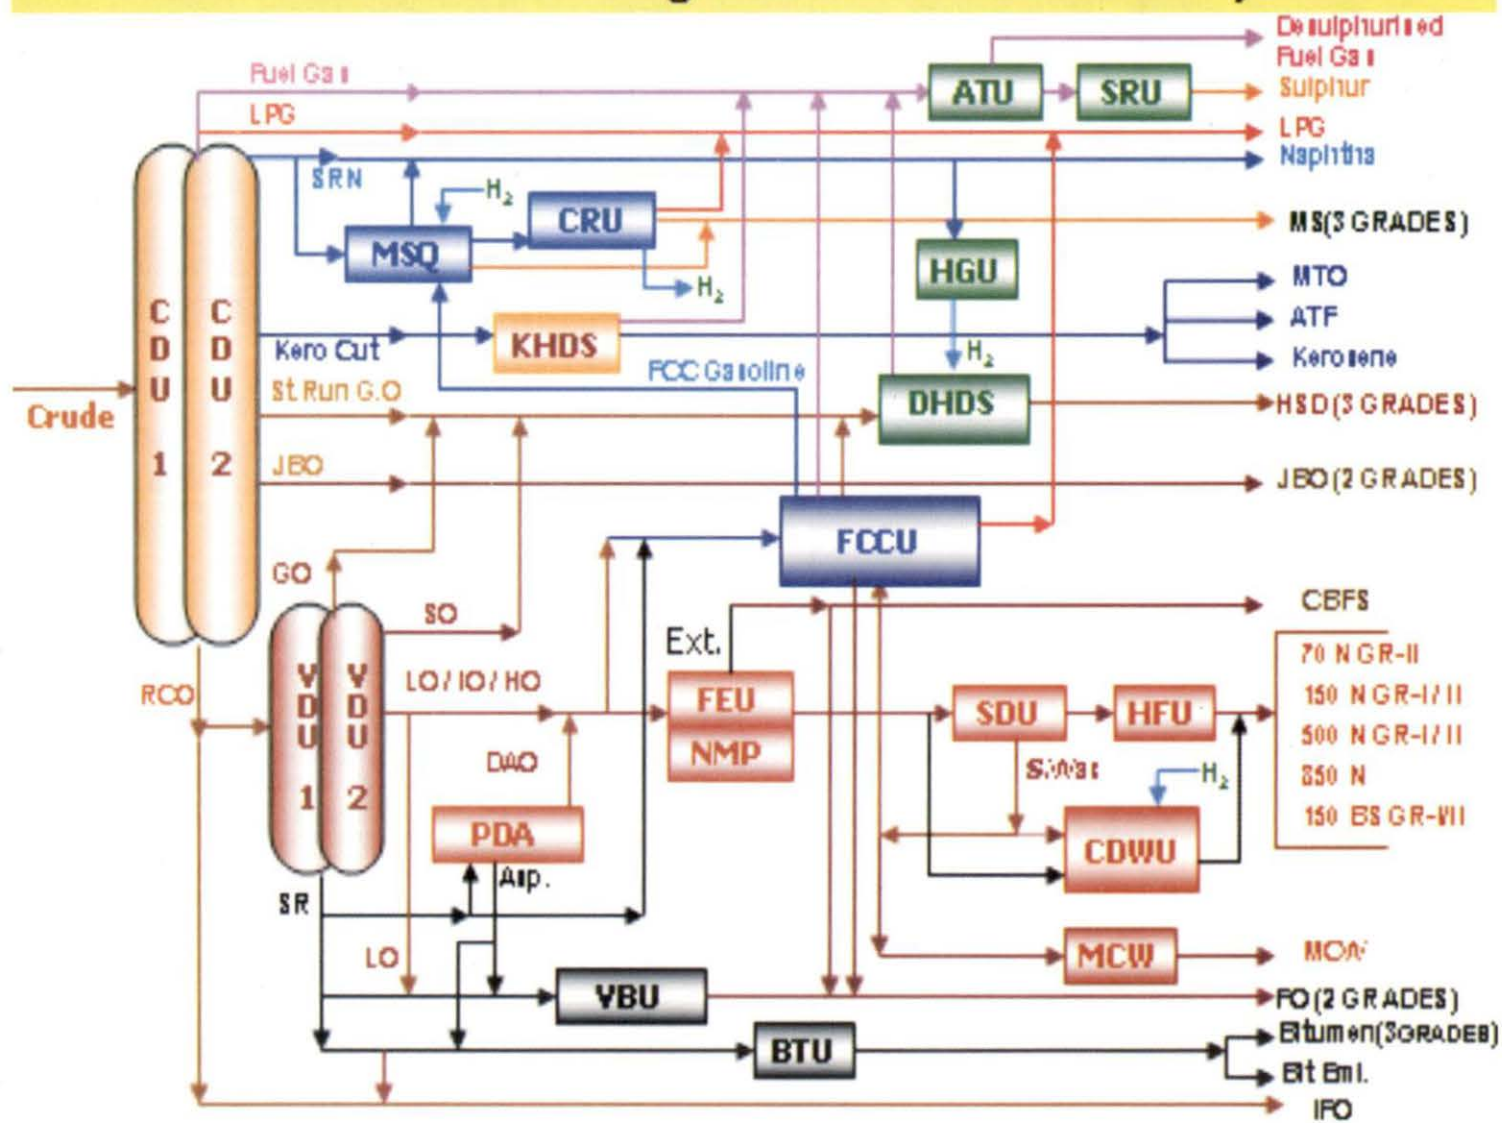 Desulphurised
Fuel Gas
Fuel Gas
ATU
SRU
Sulphur
LPG
LPG
SRN
Naphtha
H2
CRU
MS(3 GRADES)
MSQ
HGU
H2
MTO
C
D
U
1
C
D
U
2
KHDS
ATF
Kero Cut
H2
Kerosene
FCC Gasoline
St Run G.O
DHDS
HSD(3 GRADES)
Crude
JBO
JBO(2 GRADES)
FCCU
GO
CBFS
SO
Ext.
70 N GR-II
V
D
U
1
V
D
U
2
RCO
LO/IO/HO
FEU
SDU
HFU
150 N GR-I/II
500 N GR-I/II
NMP
DAO
H2
850 N
PDA
150 BS GR-I/II
CDWU
Asp.
SR
LO
MCW
VBU
FO(2 GRADES)
BTU
Bitumen(3GRADES)
Bit Eml.
IFO